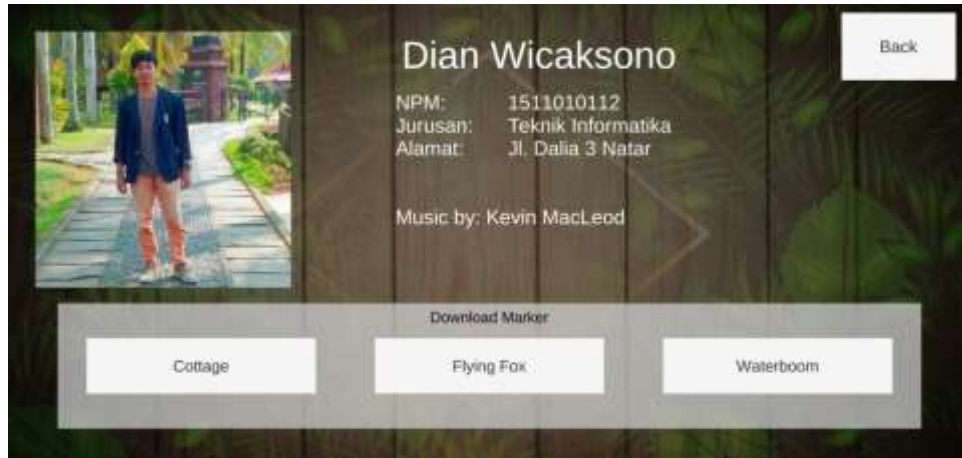 Dian Wicaksono
Back
NPM: 1511010112
Jurusan: Teknik Informatika
Alamat: Jl. Dalia 3 Natar
Music by: Kevin MacLeod
Download Marker
Cottage Flying Fox Waterboom